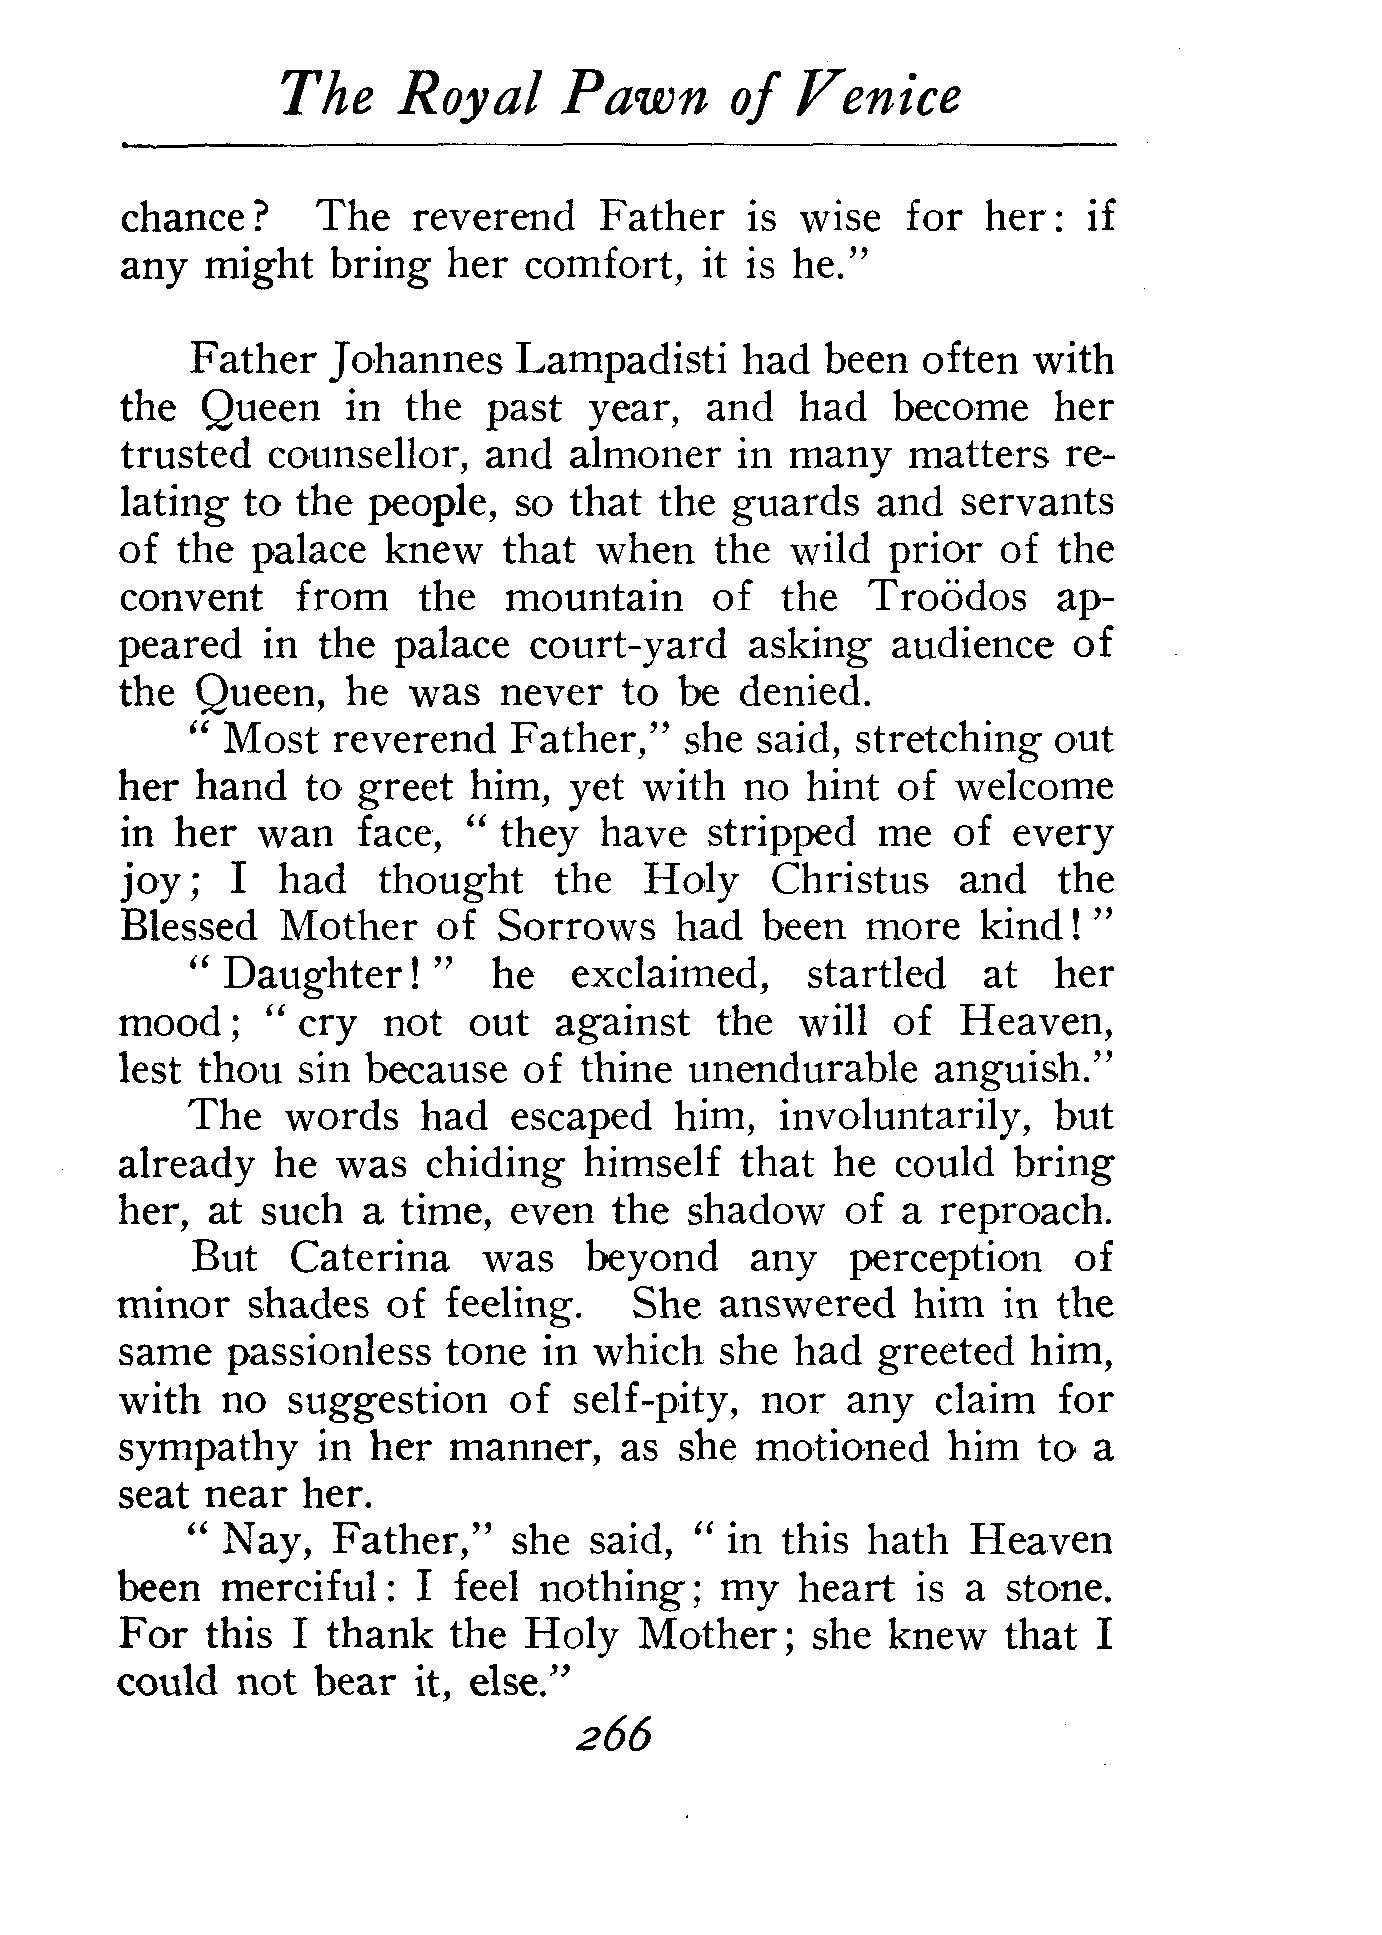 The Royal Pawn of Venice
chance? The reverend Father is wise for her: if
any might bring her comfort, it is he."
Father Johannes Lampadisti had been often with
the Queen in the past year, and had become her
trusted counsellor, and almoner in many matters re-
lating to the people, so that the guards and servants
of the palace knew that when the wild prior of the
convent from the mountain of the Troödos ap-
peared in the palace court-yard asking audience of
the Queen, he was never to be denied.
"Most reverend Father," she said, stretching out
her hand to greet him, yet with no hint of welcome
in her wan face, "they have stripped me of every
joy; I had thought the Holy Christus and the
Blessed Mother of Sorrows had been more kind!"
"Daughter!" he exclaimed, startled at her
mood; "cry not out against the will of Heaven,
lest thou sin because of thine unendurable anguish."
The words had escaped him, involuntarily, but
already he was chiding himself that he could bring
her, at such a time, even the shadow of a reproach.
But Caterina was beyond any perception of
minor shades of feeling. She answered him in the
same passionless tone in which she had greeted him,
with no suggestion of self-pity, nor any claim for
sympathy in her manner, as she motioned him to a
seat near her.
"Nay, Father," she said, "in this hath Heaven
been merciful: I feel nothing; my heart is a stone.
For this I thank the Holy Mother; she knew that I
could not bear it, else."
266